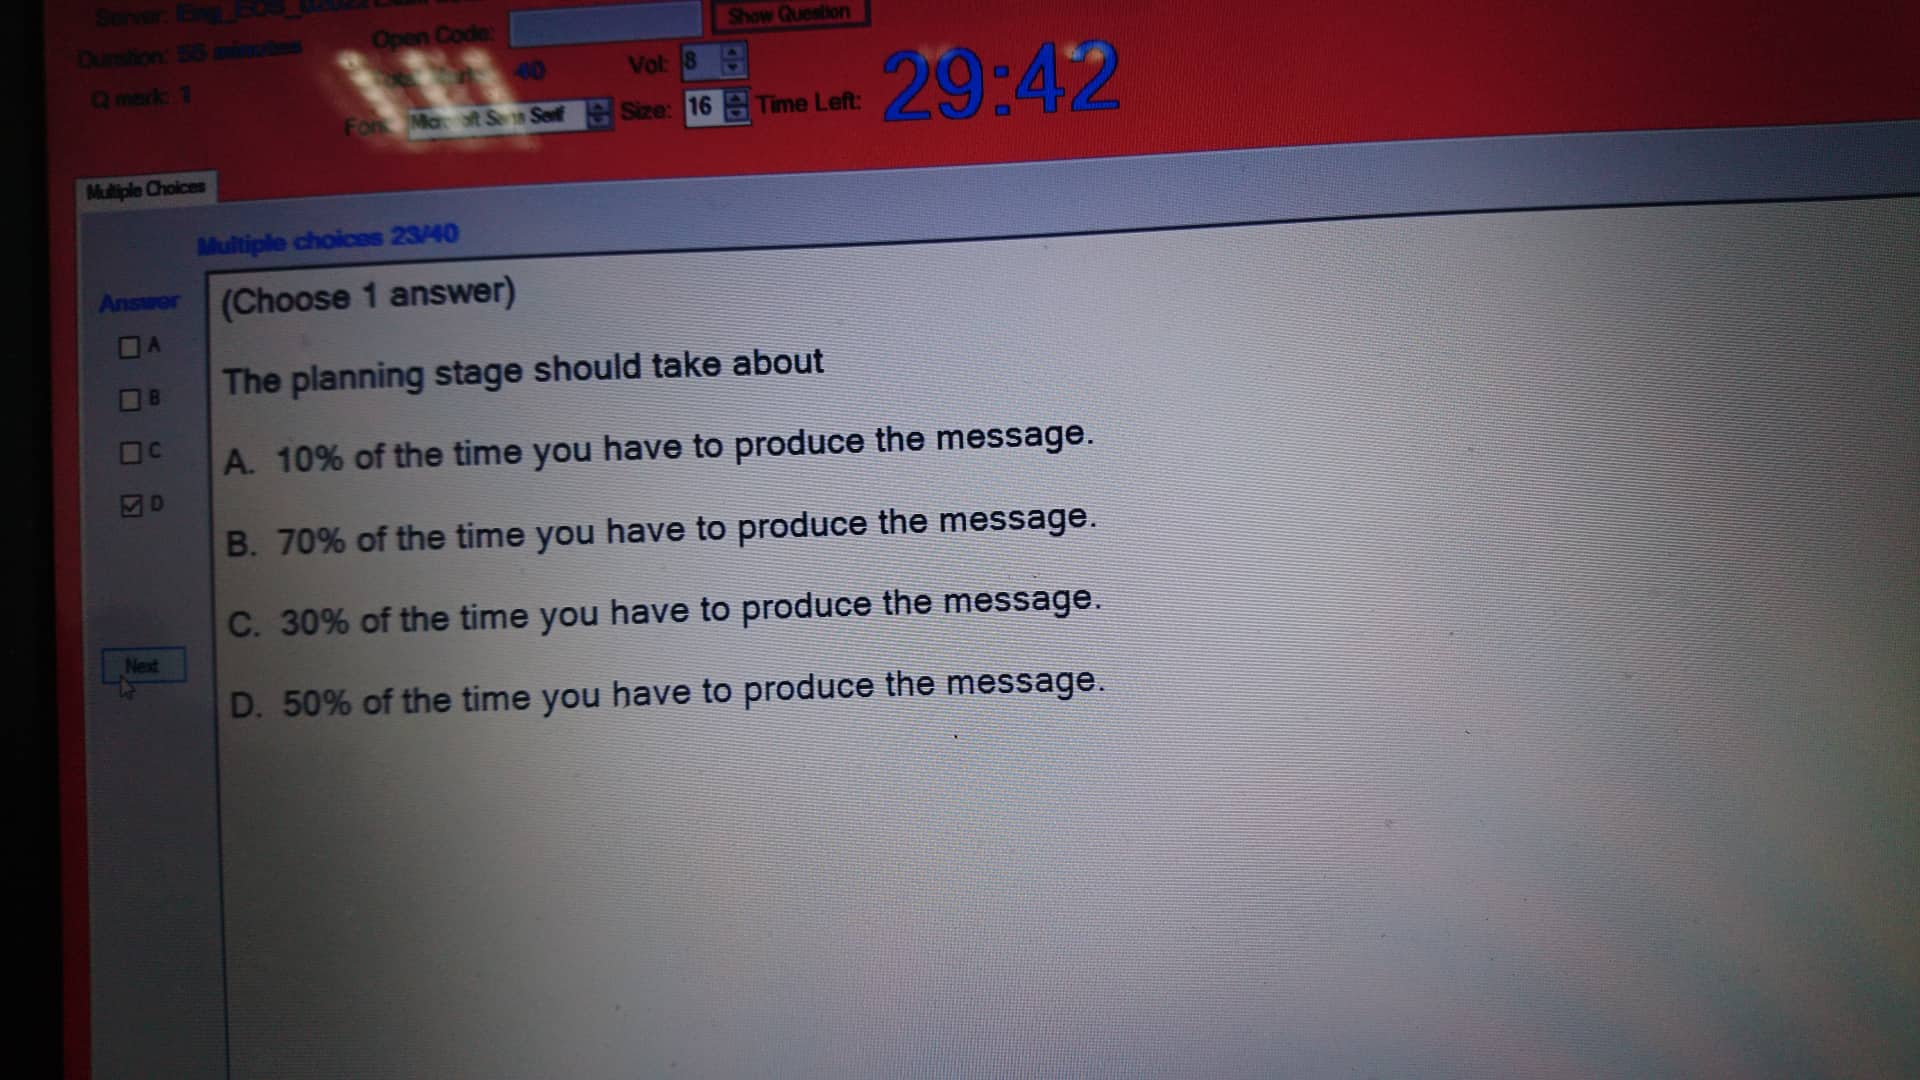 Server: Eng_EOS_
Show Question
Open Code:
Duration: 56 minutes
40
Vol: 8
Q mark: 1
Font: Microsoft Sans Serif Size: 16 Time Left: 29:42
Multiple Choices
Multiple choices 23/40
Answer
(Choose 1 answer)
A
The planning stage should take about
B
A. 10% of the time you have to produce the message.
C
D
B. 70% of the time you have to produce the message.
C. 30% of the time you have to produce the message.
Next
D. 50% of the time you have to produce the message.